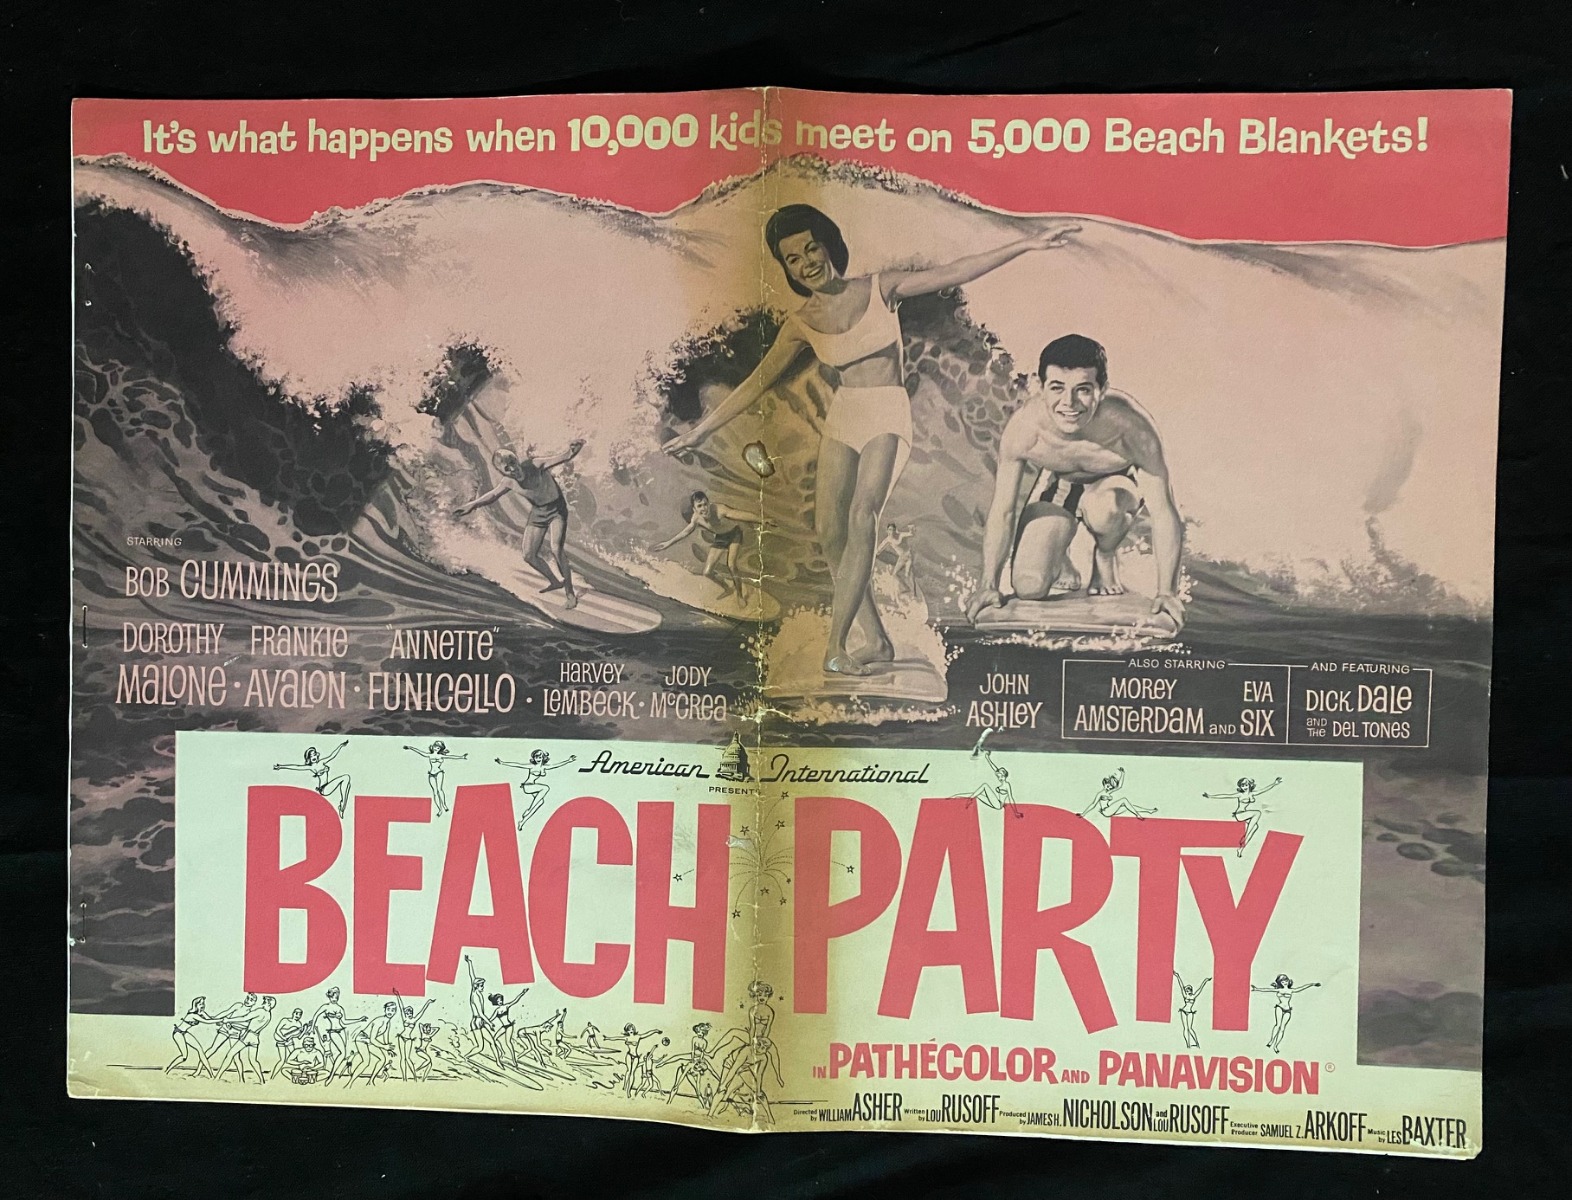 It's what happens when 10,000 kids meet on 5,000 Beach Blankets!
STARRING
BOB CUMMINGS
DOROTHY MALONE · FRANKIE AVALON · "ANNETTE" FUNICELLO · HARVEY LEMBECK · JODY McCREA
JOHN ASHLEY
ALSO STARRING
MOREY AMSTERDAM AND EVA SIX
AND FEATURING
DICK DALE
AND THE DEL TONES
American International
PRESENTS
BEACH PARTY
IN PATHÉCOLOR AND PANAVISION®
Directed by WILLIAM ASHER Written by LOU RUSOFF Produced by JAMES H. NICHOLSON and LOU RUSOFF Executive Producer SAMUEL Z. ARKOFF Music by LES BAXTER